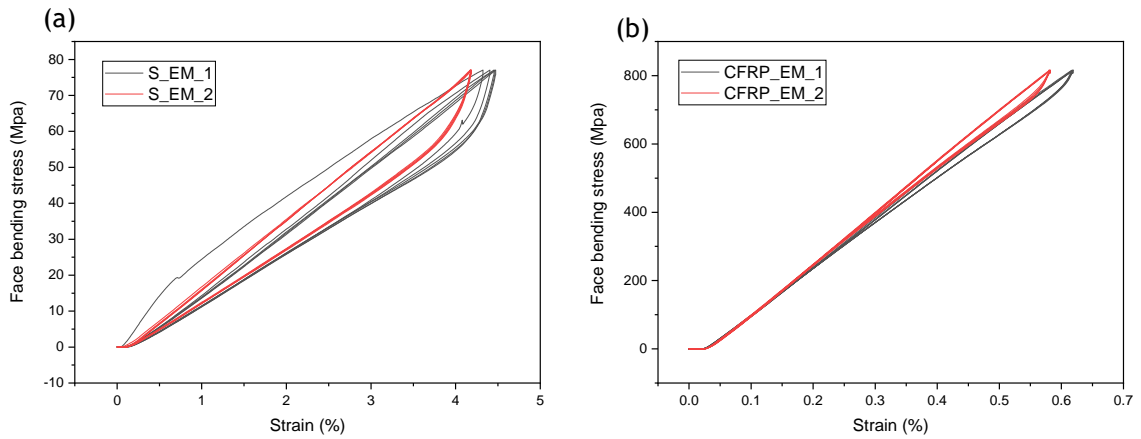 (a)
S_EM_1
S_EM_2
80
70
60
50
40
30
20
10
0
-10
0
1
2
3
4
5
Face bending stress (Mpa)
Strain (%)
(b)
CFRP_EM_1
CFRP_EM_2
800
600
400
200
0
0.0
0.1
0.2
0.3
0.4
0.5
0.6
0.7
Face bending stress (Mpa)
Strain (%)